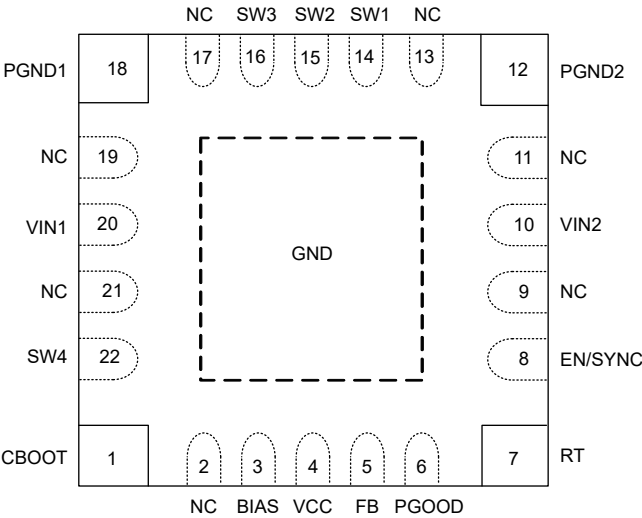 NC SW3 SW2 SW1 NC
17 16 15 14 13
PGND1 18 12 PGND2
NC 19 11 NC
VIN1 20 10 VIN2
GND
NC 21 9 NC
SW4 22 8 EN/SYNC
CBOOT 1 7 RT
2 3 4 5 6
NC BIAS VCC FB PGOOD